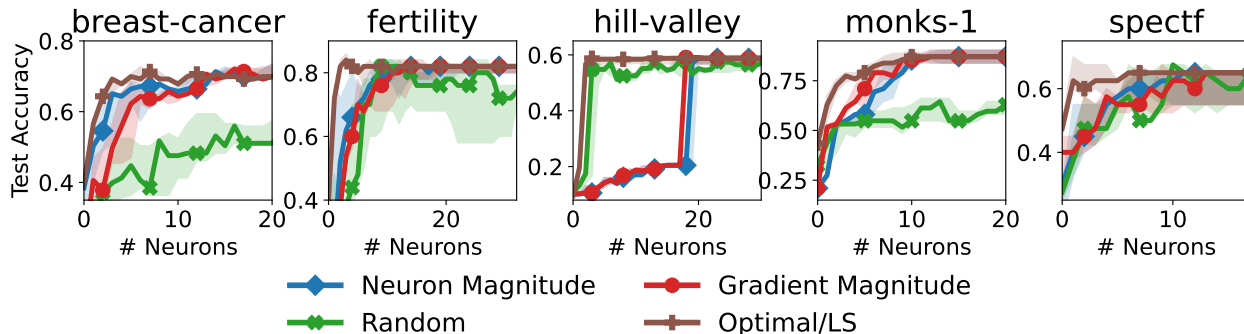 breast-cancer fertility hill-valley monks-1 spectf
Test Accuracy
0.8
0.6
0.4
0 10 20
# Neurons
0.8
0.6
0.4
0 20
# Neurons
0.6
0.4
0.2
0 20
# Neurons
0.75
0.50
0.25
0 10 20
# Neurons
0.6
0.4
0 10
# Neurons
Neuron Magnitude Gradient Magnitude
Random Optimal/LS